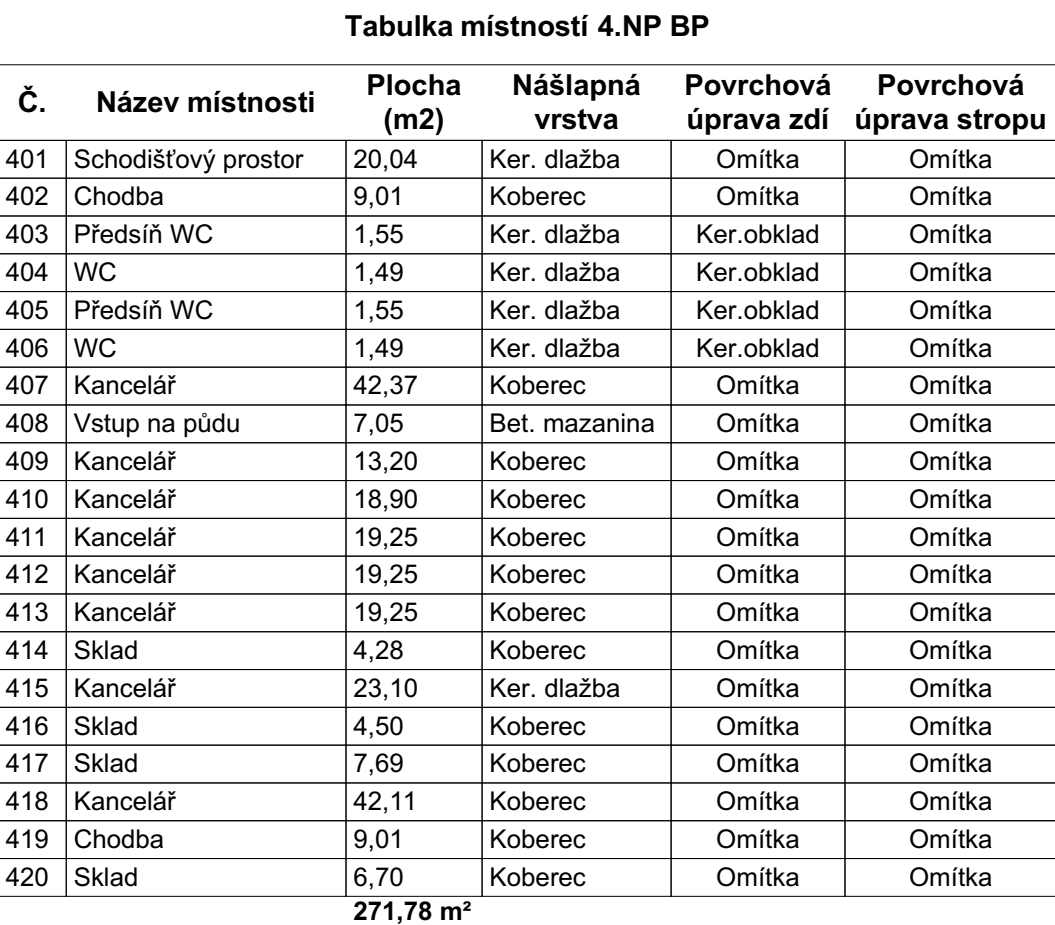 Tabulka místností 4.NP BP
Č. Název místnosti Plocha (m2) Nášlapná vrstva Povrchová úprava zdí Povrchová úprava stropu
401 Schodišťový prostor 20,04 Ker. dlažba Omítka Omítka
402 Chodba 9,01 Koberec Omítka Omítka
403 Předsíň WC 1,55 Ker. dlažba Ker.obklad Omítka
404 WC 1,49 Ker. dlažba Ker.obklad Omítka
405 Předsíň WC 1,55 Ker. dlažba Ker.obklad Omítka
406 WC 1,49 Ker. dlažba Ker.obklad Omítka
407 Kancelář 42,37 Koberec Omítka Omítka
408 Vstup na půdu 7,05 Bet. mazanina Omítka Omítka
409 Kancelář 13,20 Koberec Omítka Omítka
410 Kancelář 18,90 Koberec Omítka Omítka
411 Kancelář 19,25 Koberec Omítka Omítka
412 Kancelář 19,25 Koberec Omítka Omítka
413 Kancelář 19,25 Koberec Omítka Omítka
414 Sklad 4,28 Koberec Omítka Omítka
415 Kancelář 23,10 Ker. dlažba Omítka Omítka
416 Sklad 4,50 Koberec Omítka Omítka
417 Sklad 7,69 Koberec Omítka Omítka
418 Kancelář 42,11 Koberec Omítka Omítka
419 Chodba 9,01 Koberec Omítka Omítka
420 Sklad 6,70 Koberec Omítka Omítka
271,78 m²